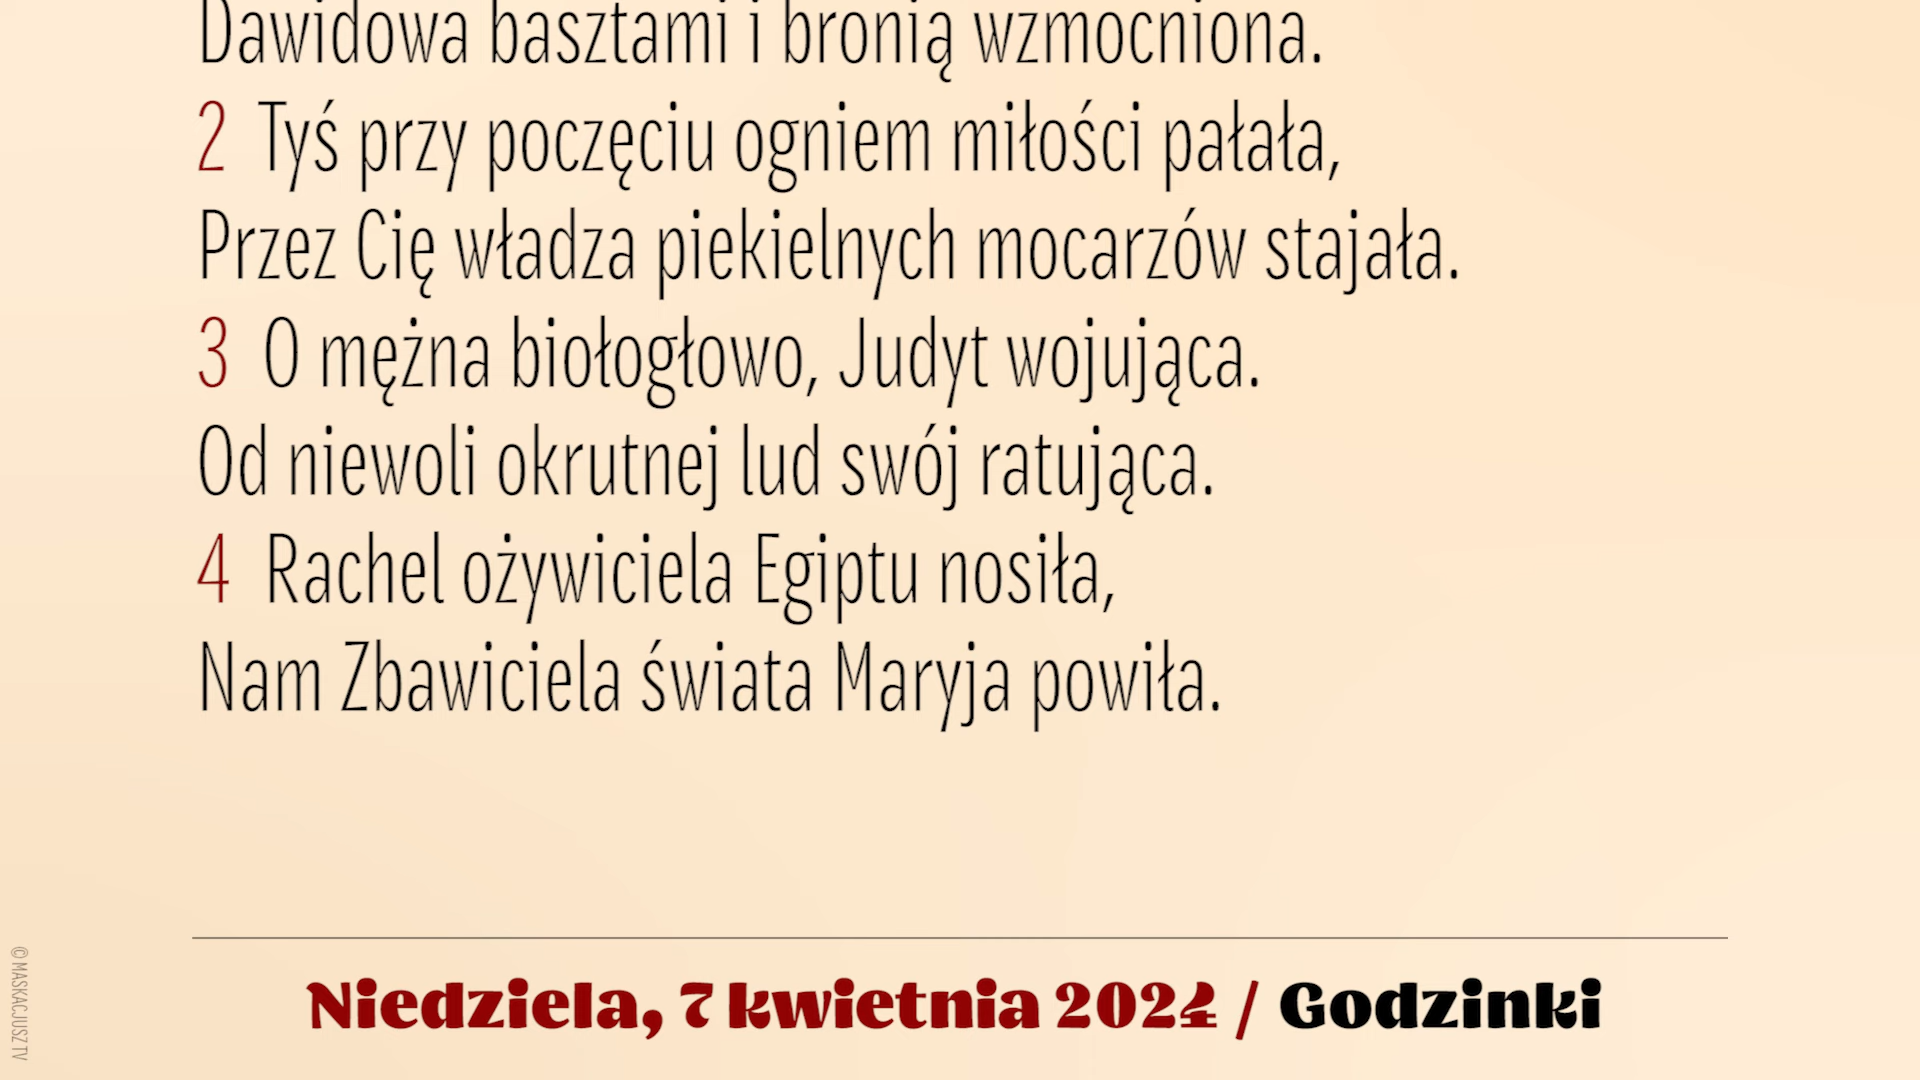 Dawidowa basztami i bronią wzmocniona.
2 Tyś przy poczęciu ogniem miłości pałała,
Przez Cię władza piekielnych mocarzów stajała.
3 O mężna biołogłowo, Judyt wojująca.
Od niewoli okrutnej lud swój ratująca.
4 Rachel ożywiciela Egiptu nosiła,
Nam Zbawiciela świata Maryja powiła.
Niedziela, 7 kwietnia 2024 / Godzinki
© MASKACJUSZ TV